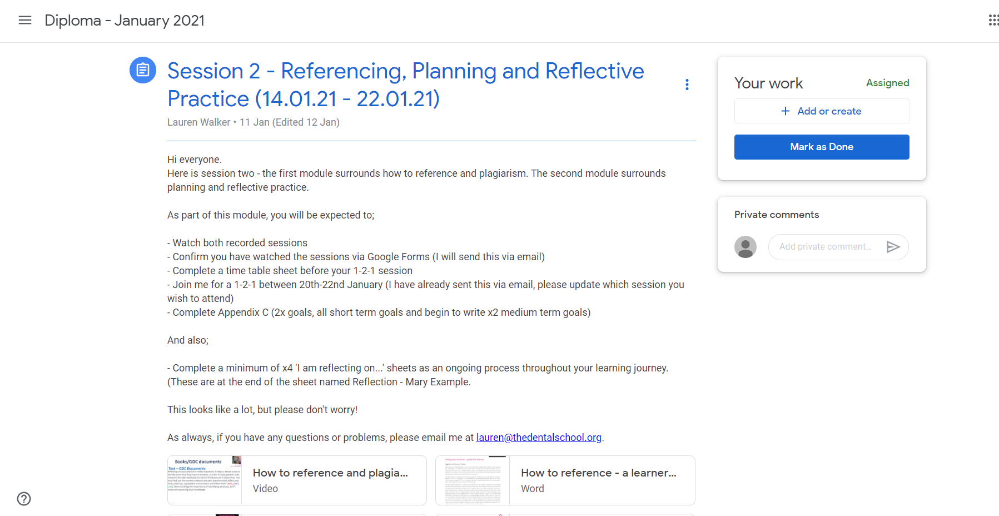 Diploma - January 2021
Session 2 - Referencing, Planning and Reflective
Practice (14.01.21 - 22.01.21)
Lauren Walker • 11 Jan (Edited 12 Jan)
Hi everyone.
Here is session two - the first module surrounds how to reference and plagiarism. The second module surrounds
planning and reflective practice.
As part of this module, you will be expected to;
- Watch both recorded sessions
- Confirm you have watched the sessions via Google Forms (I will send this via email)
- Complete a time table sheet before your 1-2-1 session
- Join me for a 1-2-1 between 20th-22nd January (I have already sent this via email, please update which session you
wish to attend)
- Complete Appendix C (2x goals, all short term goals and begin to write x2 medium term goals)
And also;
- Complete a minimum of x4 'I am reflecting on...' sheets as an ongoing process throughout your learning journey.
(These are at the end of the sheet named Reflection - Mary Example.
This looks like a lot, but please don't worry!
As always, if you have any questions or problems, please email me at lauren@thedentalschool.org.
Books/GDC documents
Text – GDC Documents
How to reference and plagia...
Video
How to reference - a learner...
Word
Your work
Assigned
+ Add or create
Mark as Done
Private comments
Add private comment...